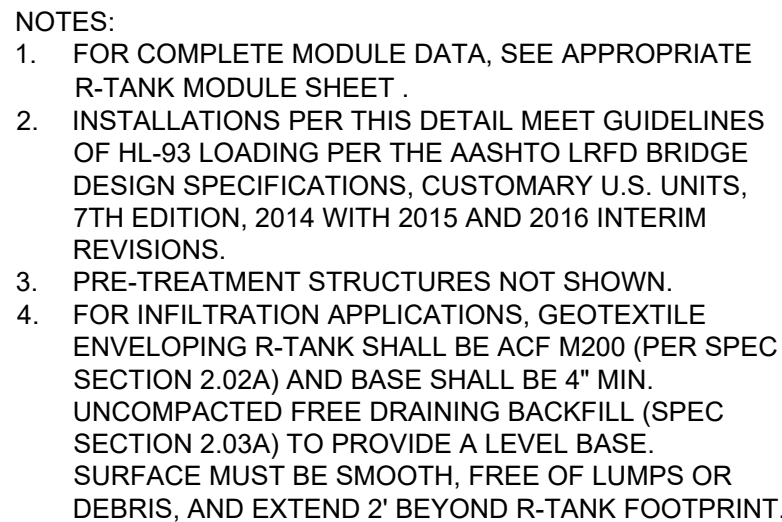 NOTES:
1. FOR COMPLETE MODULE DATA, SEE APPROPRIATE
R-TANK MODULE SHEET .
2. INSTALLATIONS PER THIS DETAIL MEET GUIDELINES
OF HL-93 LOADING PER THE AASHTO LRFD BRIDGE
DESIGN SPECIFICATIONS, CUSTOMARY U.S. UNITS,
7TH EDITION, 2014 WITH 2015 AND 2016 INTERIM
REVISIONS.
3. PRE-TREATMENT STRUCTURES NOT SHOWN.
4. FOR INFILTRATION APPLICATIONS, GEOTEXTILE
ENVELOPING R-TANK SHALL BE ACF M200 (PER SPEC
SECTION 2.02A) AND BASE SHALL BE 4" MIN.
UNCOMPACTED FREE DRAINING BACKFILL (SPEC
SECTION 2.03A) TO PROVIDE A LEVEL BASE.
SURFACE MUST BE SMOOTH, FREE OF LUMPS OR
DEBRIS, AND EXTEND 2' BEYOND R-TANK FOOTPRINT.